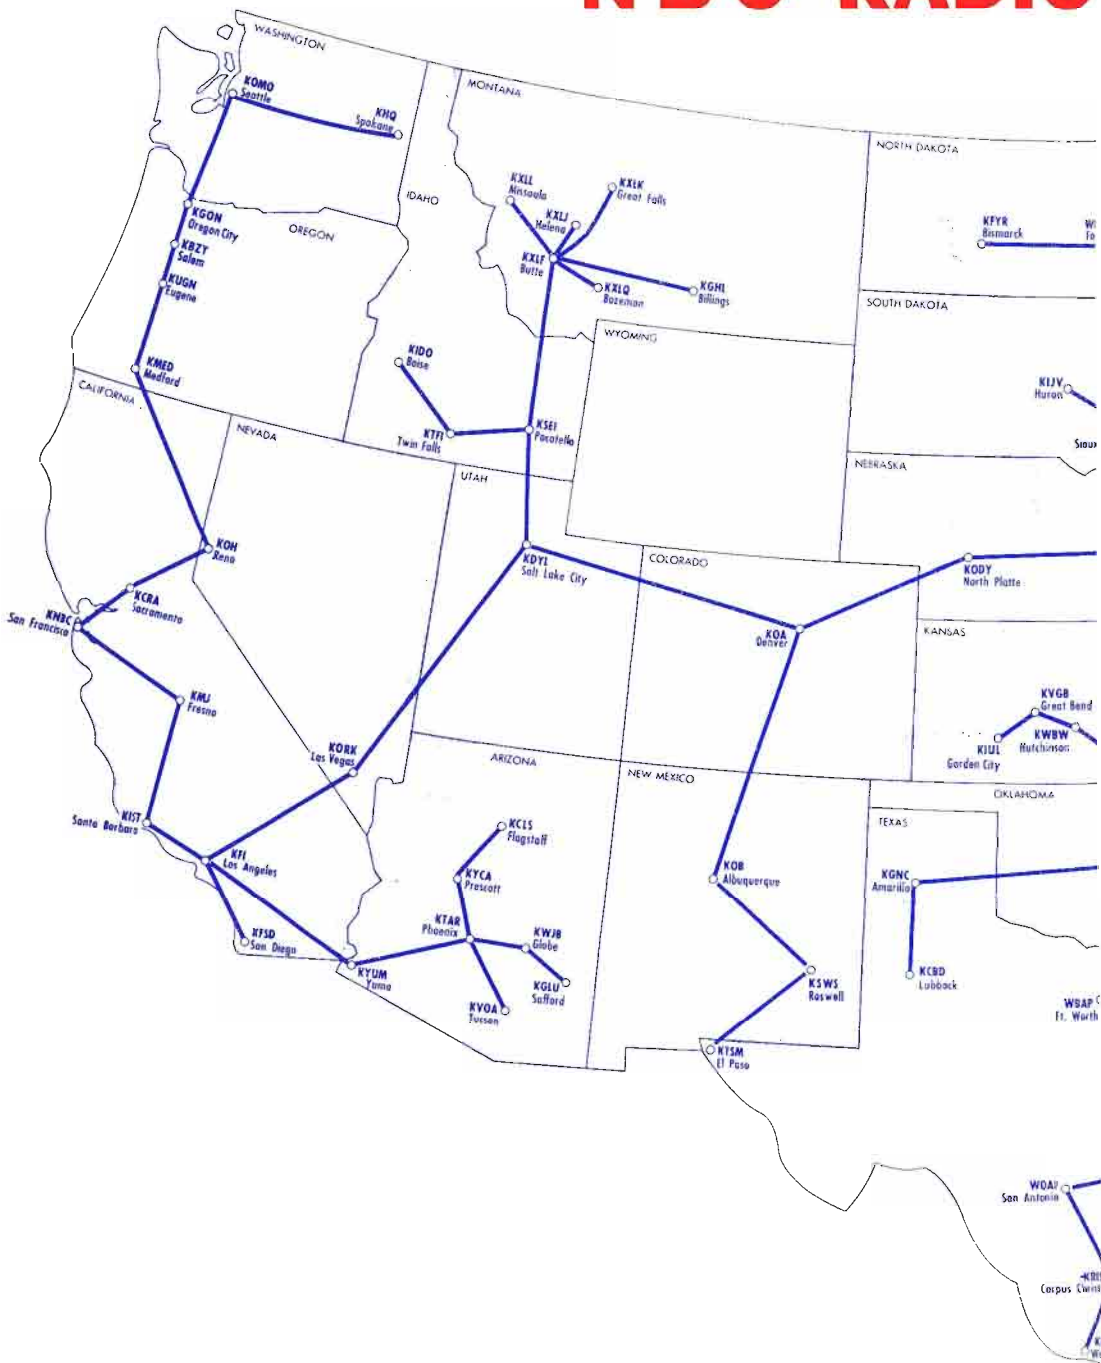 NBC RADIO
WASHINGTON
KOMO
Seattle
KHQ
Spokane
MONTANA
NORTH DAKOTA
IDAHO
KXLL
Missoula
KXLK
Great Falls
KXLJ
Helena
KGON
Oregon City
OREGON
KFYR
Bismarck
KBZY
Salem
KXLF
Butte
KUGN
Eugene
KXLQ
Bozeman
KGHL
Billings
SOUTH DAKOTA
WYOMING
KIDO
Boise
KMED
Medford
KIJV
Huron
CALIFORNIA
NEVADA
KTFI
Twin Falls
KSEI
Pocatello
UTAH
NEBRASKA
KOH
Reno
KDYL
Salt Lake City
COLORADO
KODY
North Platte
KCRA
Sacramento
KNBC
San Francisco
KOA
Denver
KANSAS
KMJ
Fresno
KVGB
Great Bend
KWBW
Hutchinson
KIUL
Garden City
KORK
Las Vegas
ARIZONA
NEW MEXICO
OKLAHOMA
TEXAS
KIST
Santa Barbara
KCLS
Flagstaff
KFI
Los Angeles
KYCA
Prescott
KOB
Albuquerque
KGNC
Amarillo
KTAR
Phoenix
KWJB
Globe
KFSD
San Diego
KYUM
Yuma
KGLU
Safford
KSWS
Roswell
KCBD
Lubbock
KVOA
Tucson
WBAP
Ft. Worth
KTSM
El Paso
WOAI
San Antonio
Corpus Christ